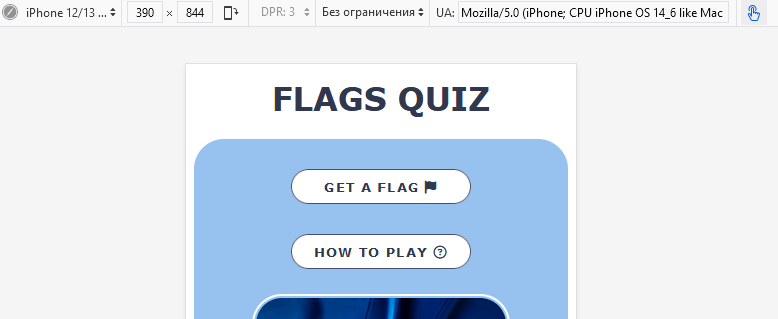 iPhone 12/13 ... 390 × 844 DPR: 3 Без ограничения UA: Mozilla/5.0 (iPhone; CPU iPhone OS 14_6 like Mac
FLAGS QUIZ
GET A FLAG
HOW TO PLAY ?